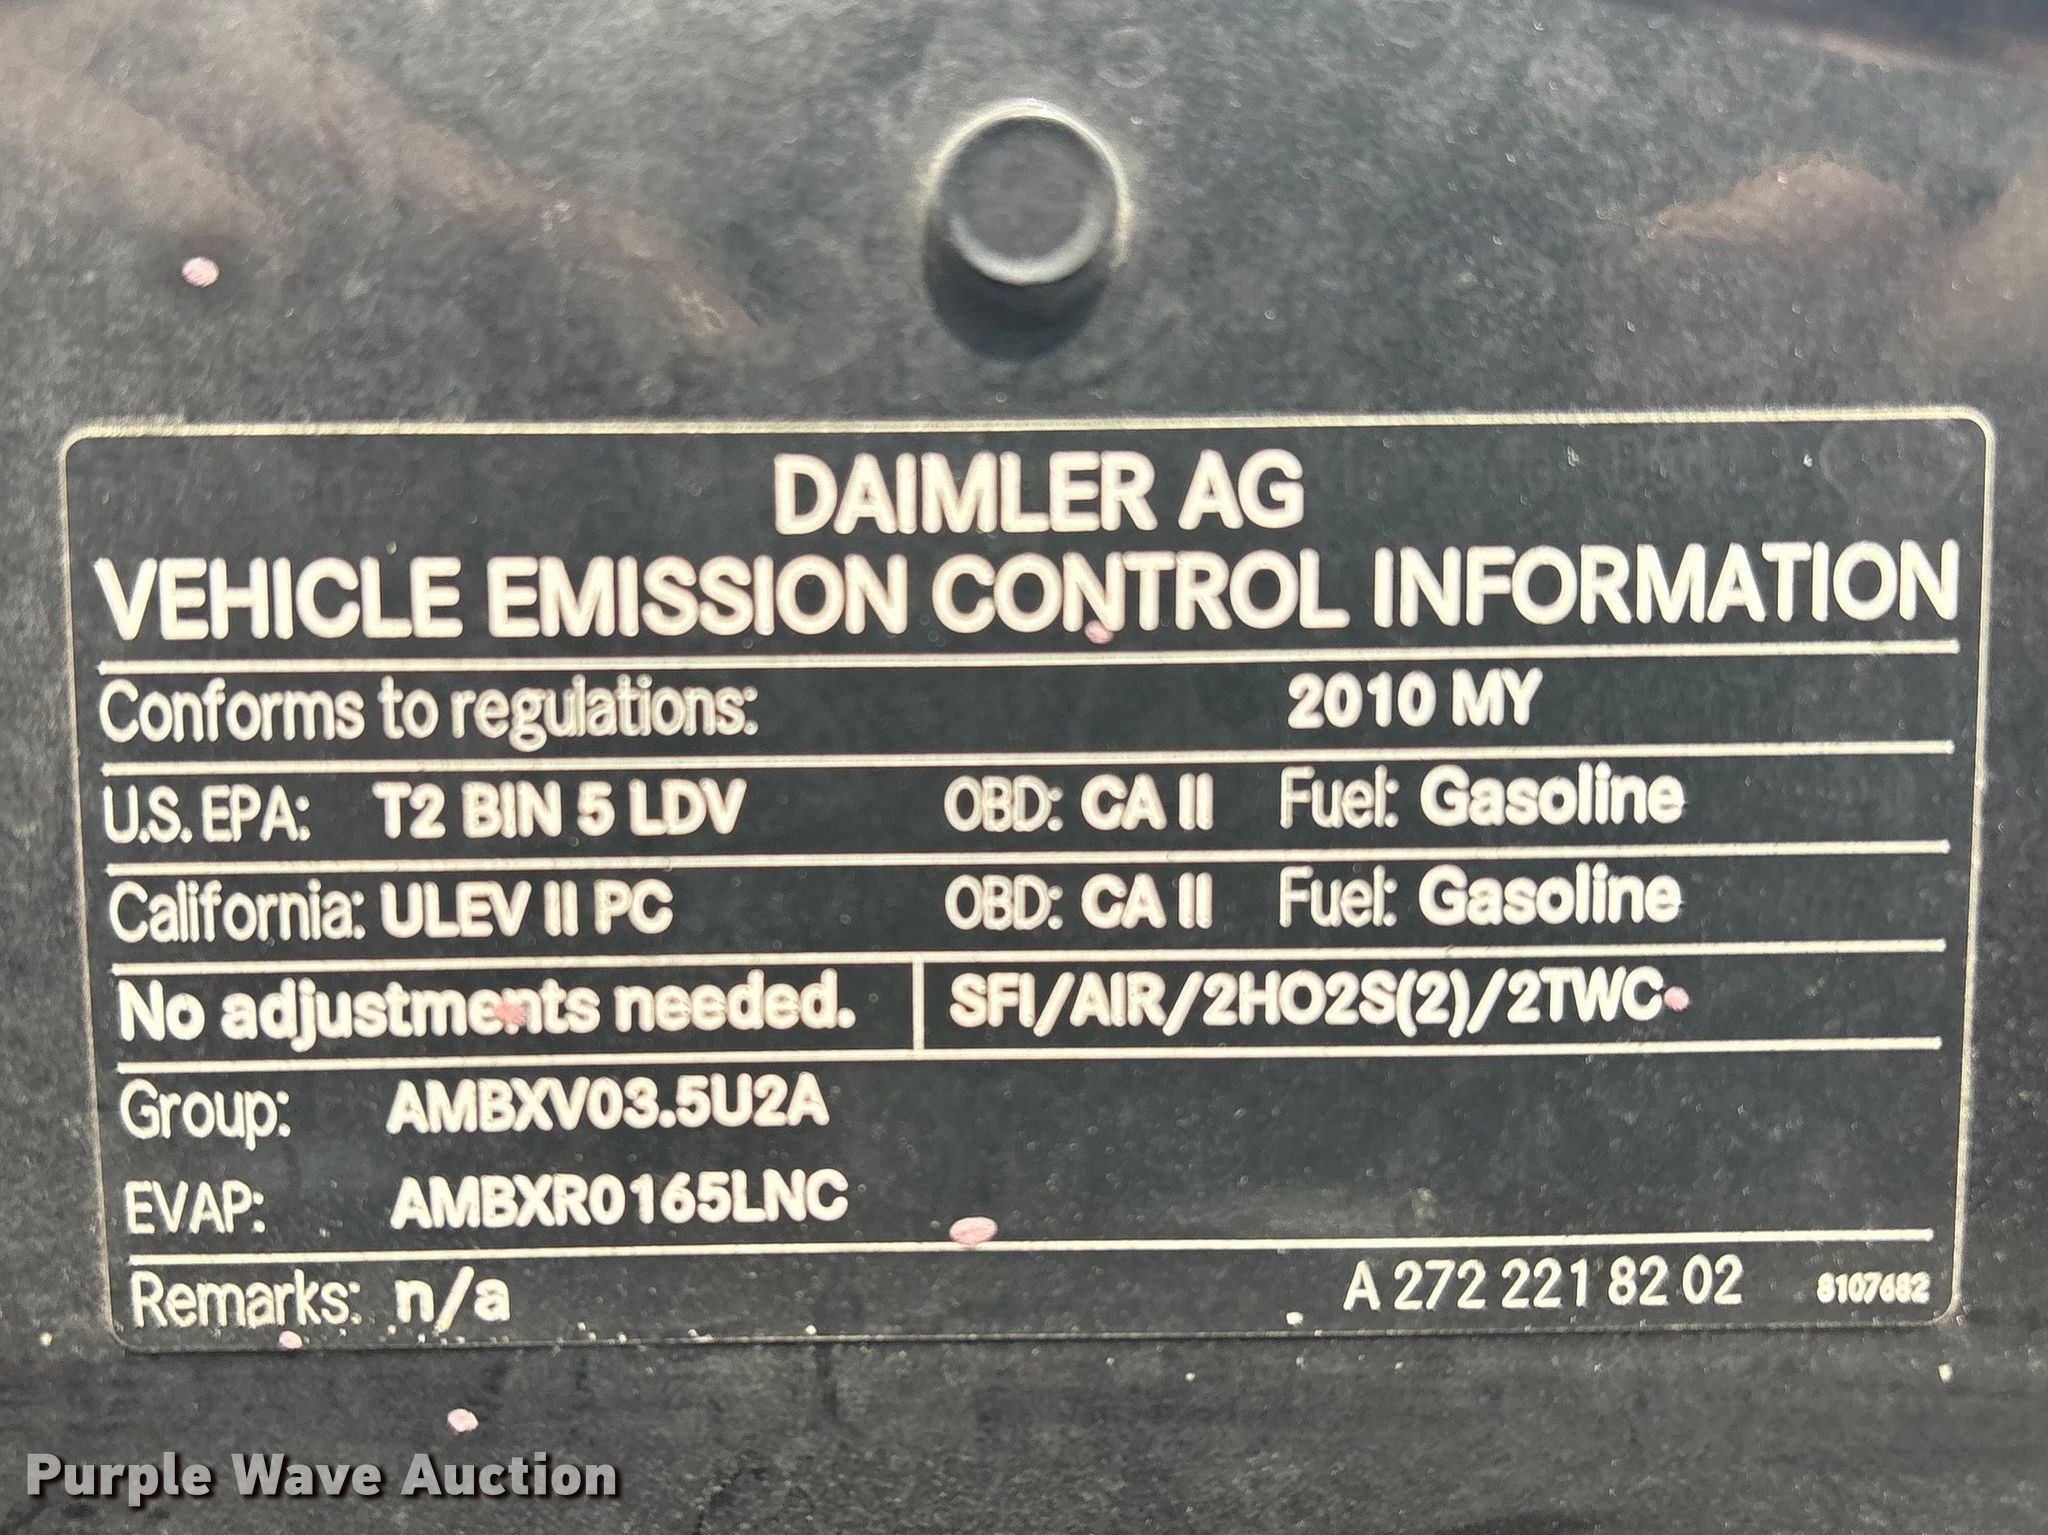 DAIMLER AG
VEHICLE EMISSION CONTROL INFORMATION
Conforms to regulations: 2010 MY
U.S. EPA: T2 BIN 5 LDV OBD: CA II Fuel: Gasoline
California: ULEV II PC OBD: CA II Fuel: Gasoline
No adjustments needed. SFI/AIR/2HO2S(2)/2TWC
Group: AMBXV03.5U2A
EVAP: AMBXR0165LNC
Remarks: n/a A 272 221 82 02 8107682
Purple Wave Auction